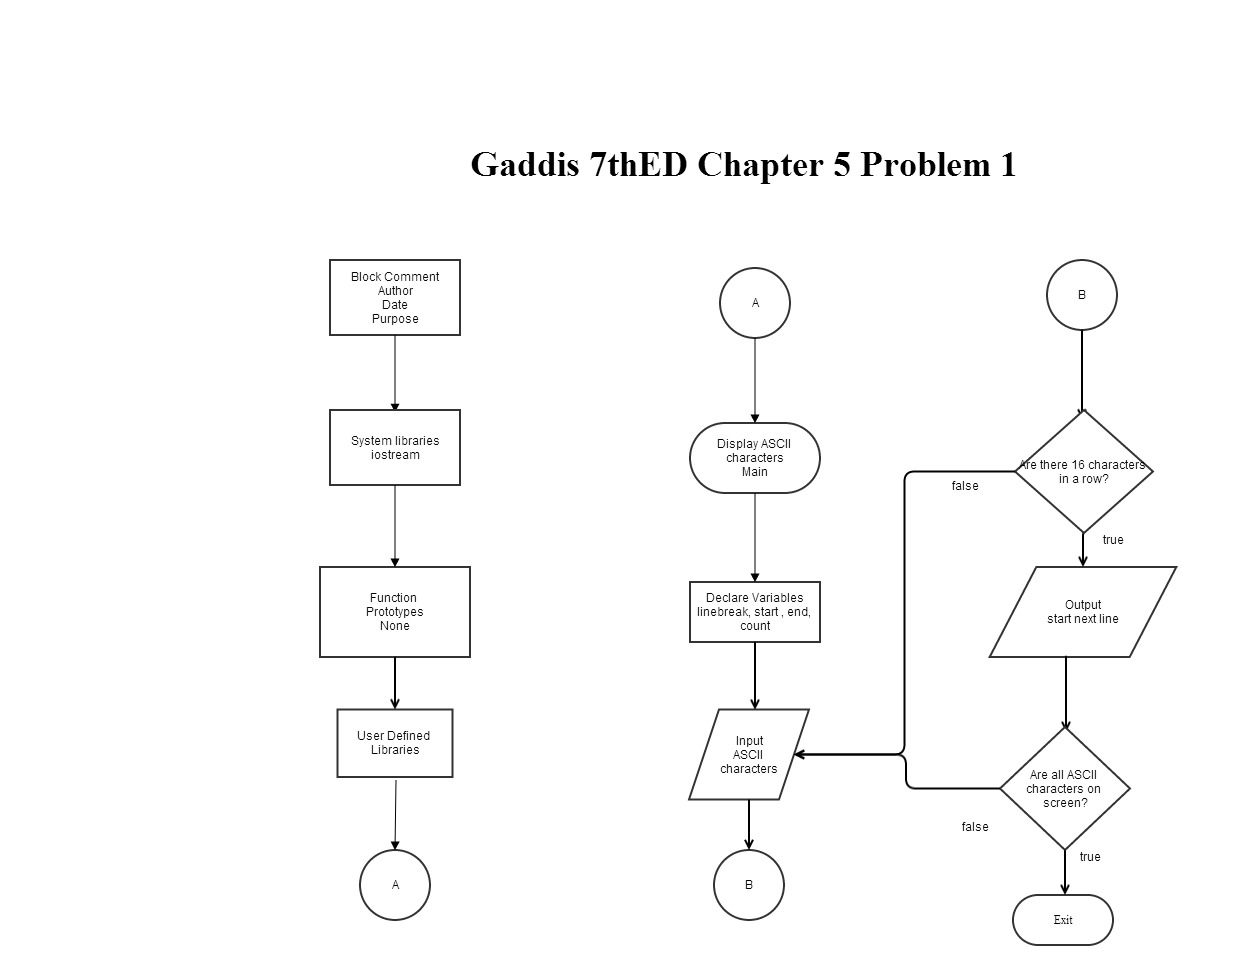 Gaddis 7thED Chapter 5 Problem 1
Block Comment
Author
Date
Purpose
System libraries
iostream
Function
Prototypes
None
User Defined
Libraries
A
A
Display ASCII
characters
Main
Declare Variables
linebreak, start , end,
count
Input
ASCII
characters
B
B
Are there 16 characters
in a row?
false
true
Output
start next line
Are all ASCII
characters on
screen?
false
true
Exit